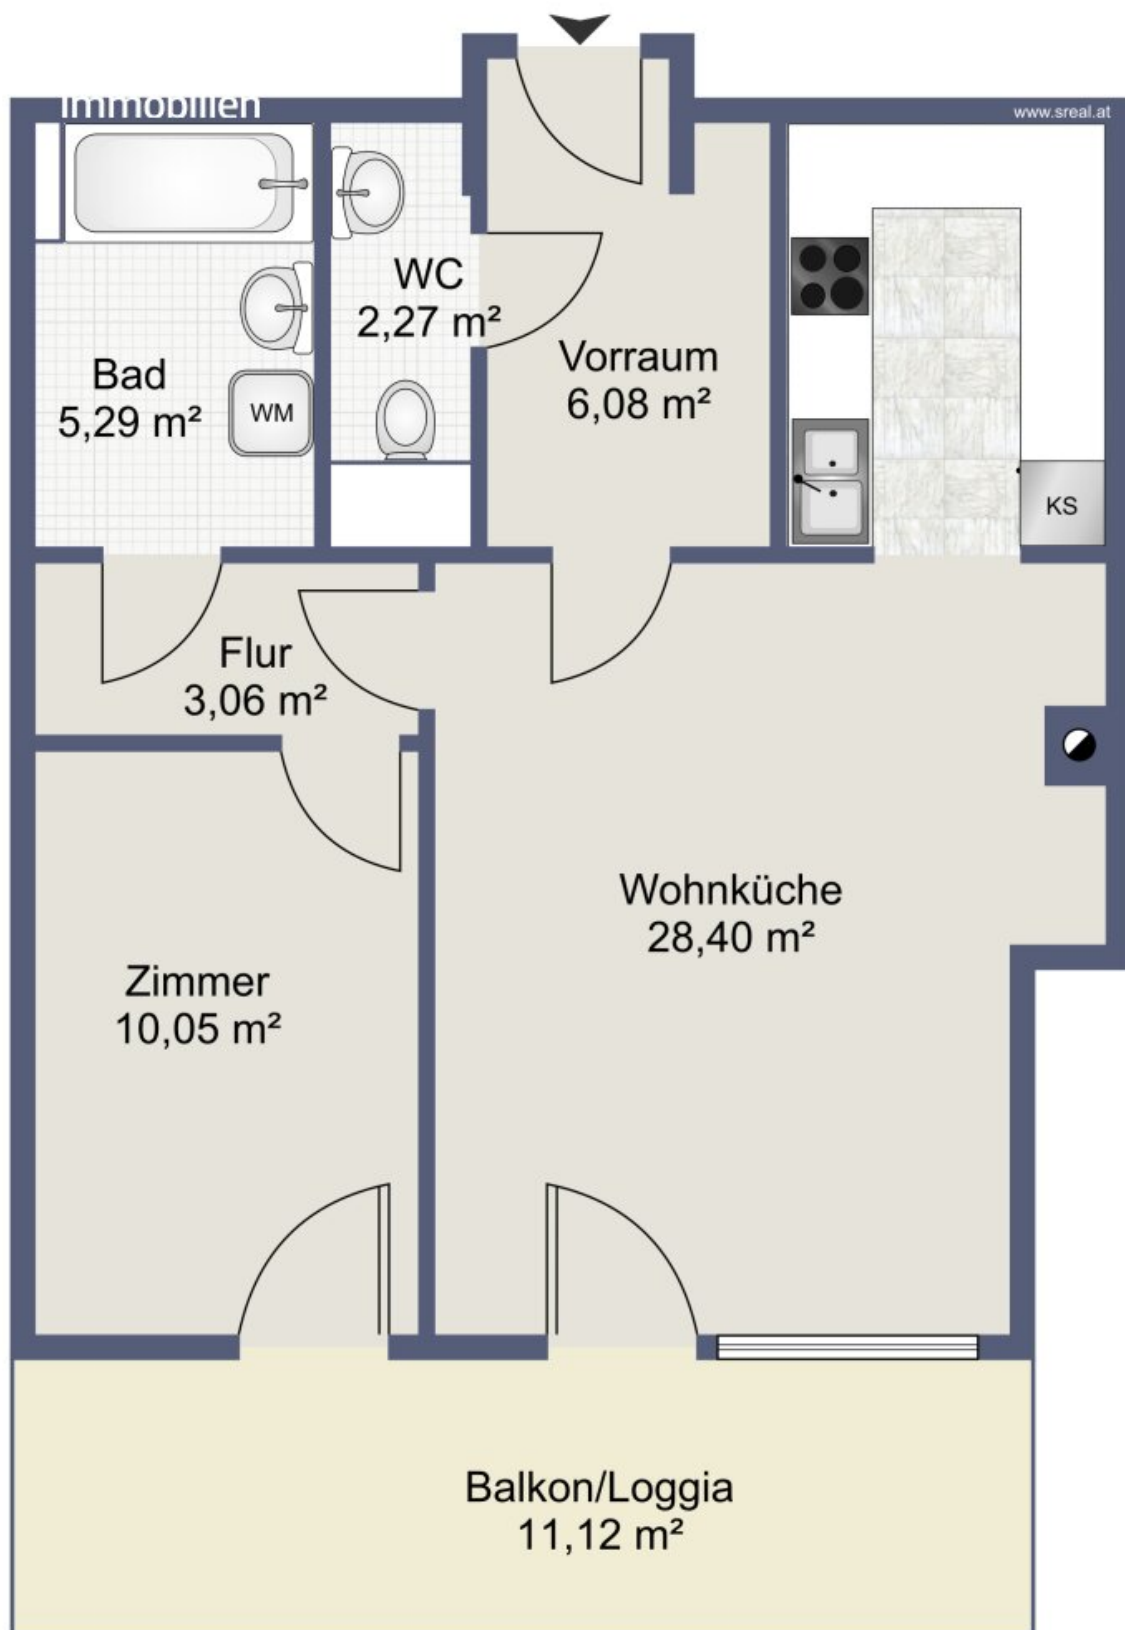 Immobilien
www.sreal.at
WC
2,27 m²
Vorraum
6,08 m²
Bad
5,29 m²
WM
KS
Flur
3,06 m²
Wohnküche
28,40 m²
Zimmer
10,05 m²
Balkon/Loggia
11,12 m²